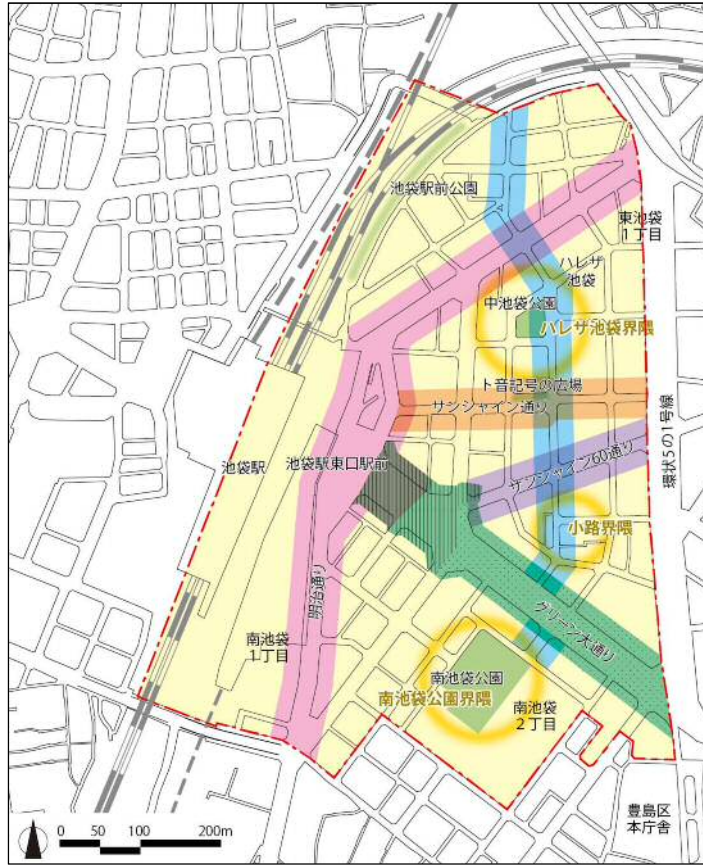 池袋駅前公園
東池袋
1丁目
ハレザ
池袋
中池袋公園
ハレザ池袋界隈
ト音記号の広場
サンシャイン通り
池袋駅
池袋駅東口駅前
サンシャイン60通り
環状5の1号線
小路界隈
明治通り
グリーン大通り
南池袋
1丁目
南池袋公園
南池袋公園界隈
南池袋
2丁目
豊島区
本庁舎
0 50 100 200m